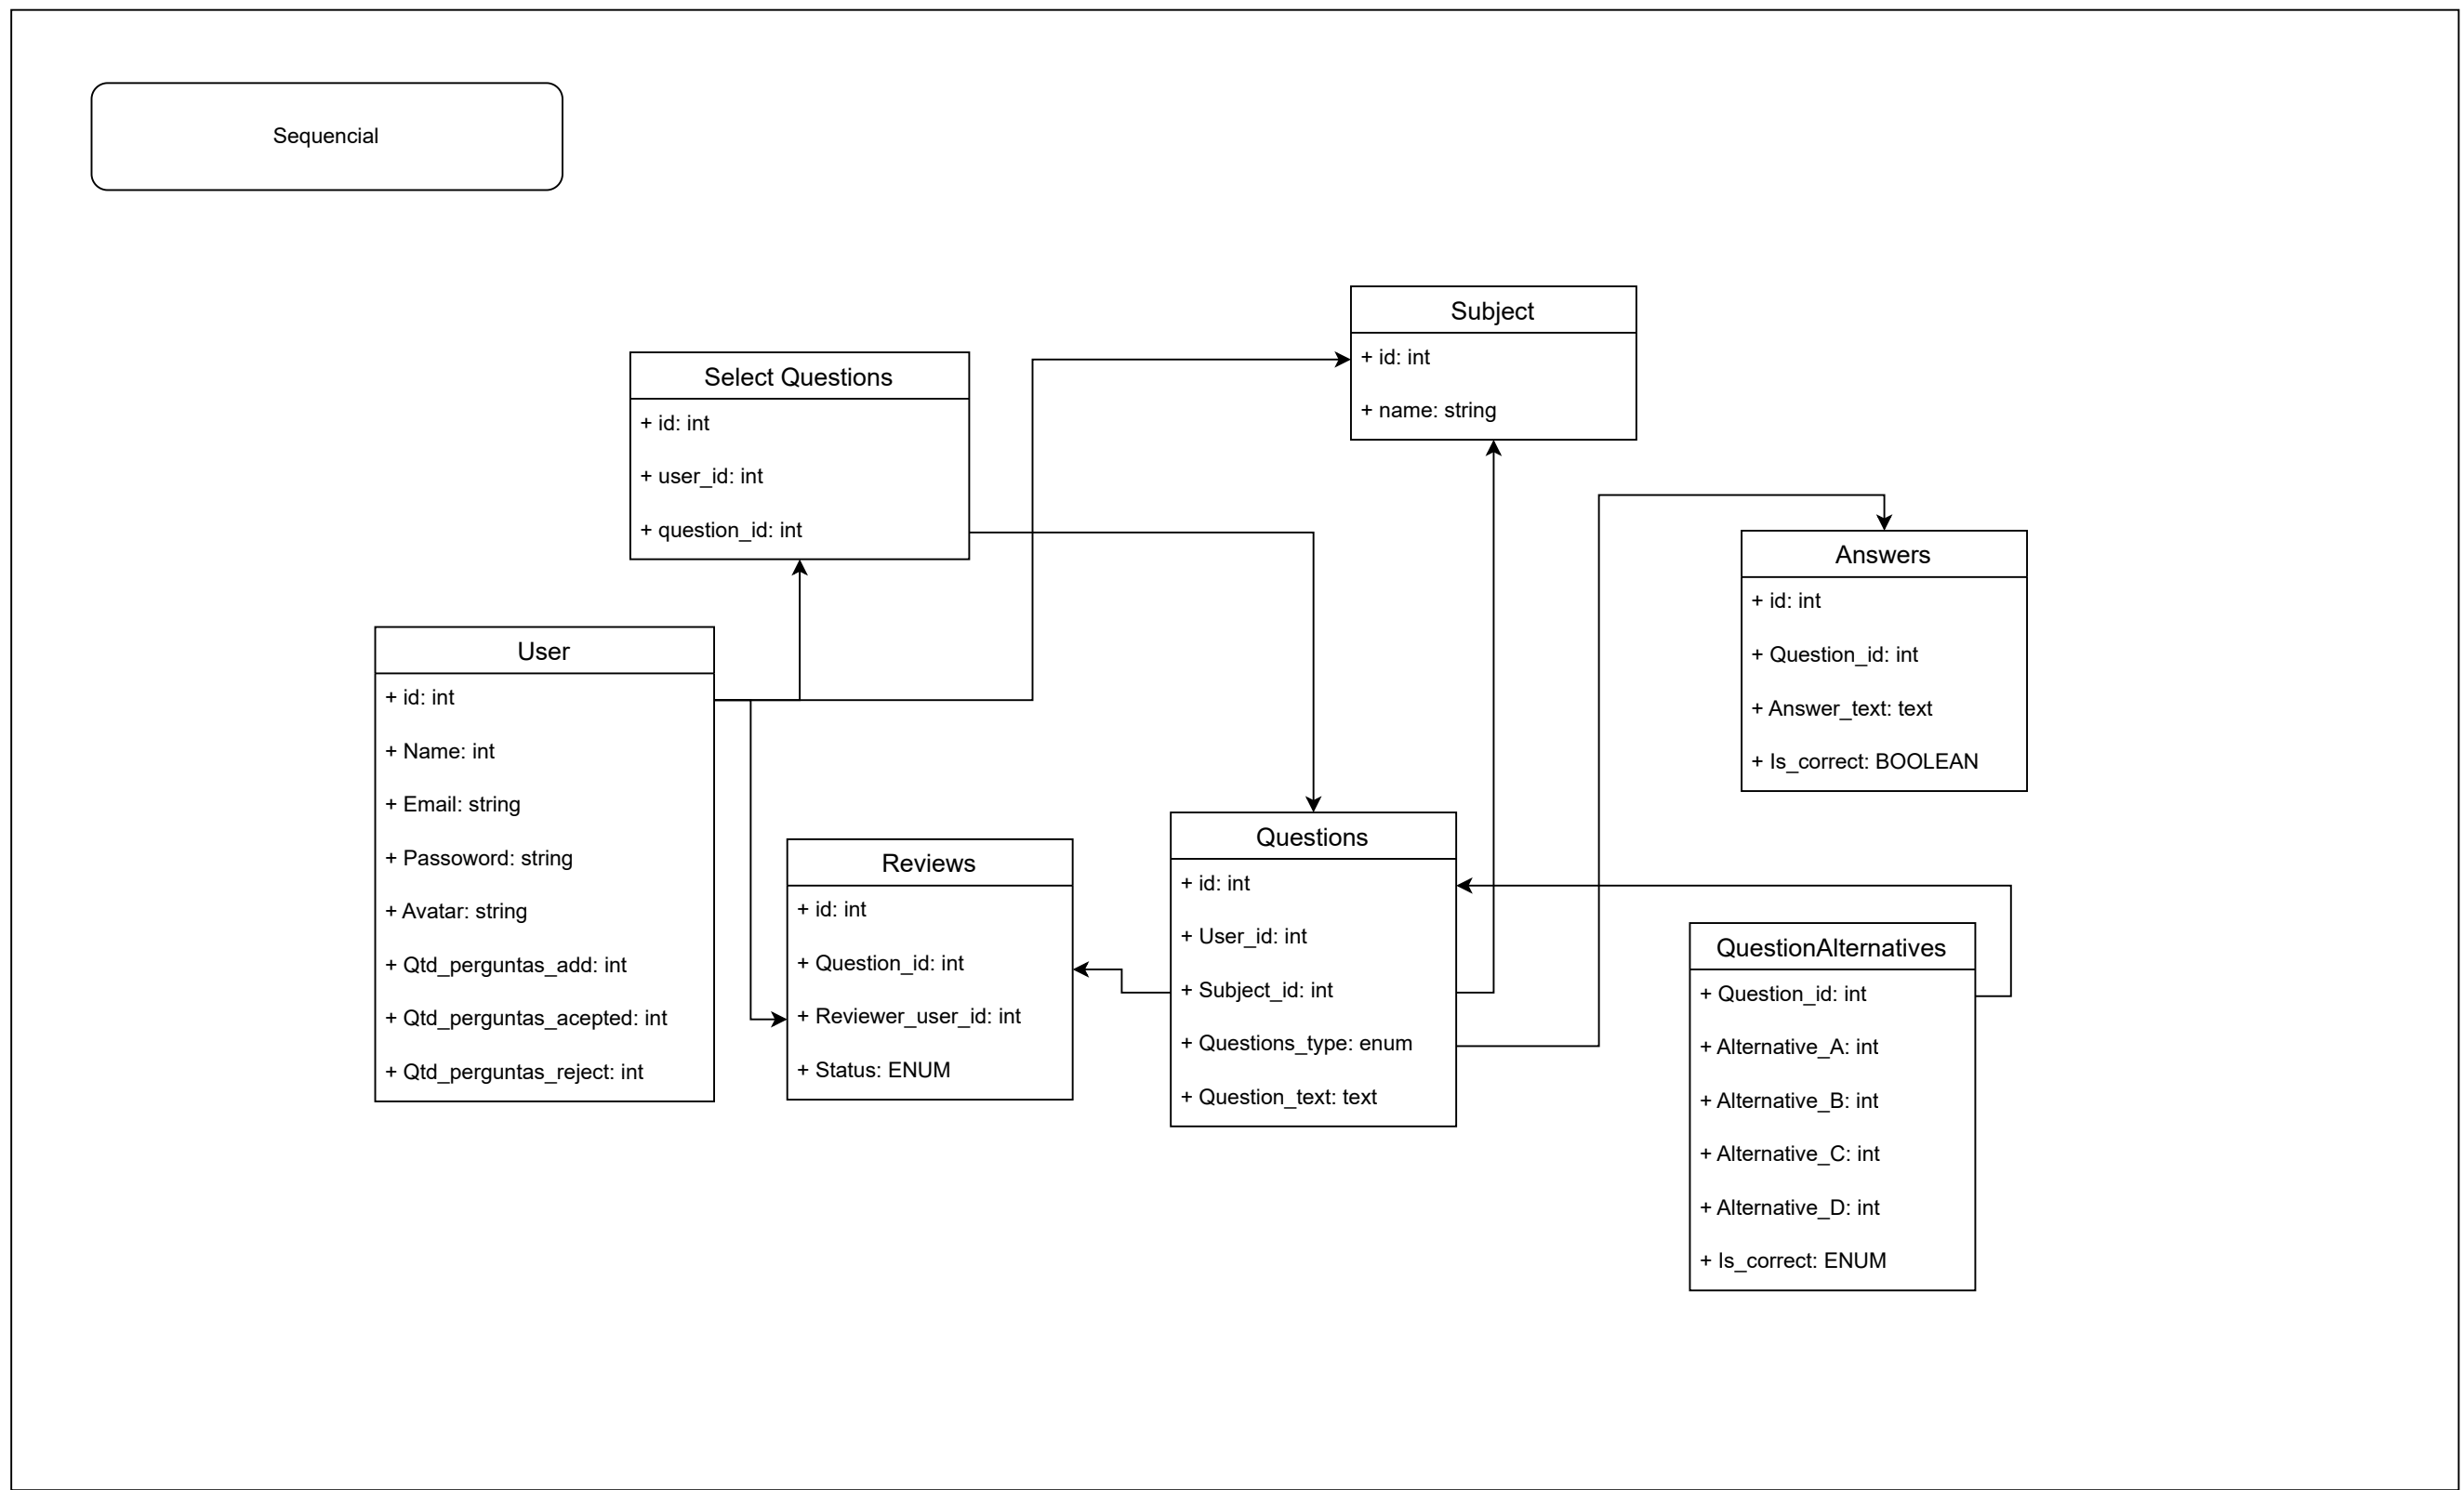 Sequencial
Subject
+ id: int
+ name: string
Select Questions
+ id: int
+ user_id: int
+ question_id: int
Answers
+ id: int
+ Question_id: int
+ Answer_text: text
+ Is_correct: BOOLEAN
User
+ id: int
+ Name: int
+ Email: string
+ Passoword: string
+ Avatar: string
+ Qtd_perguntas_add: int
+ Qtd_perguntas_acepted: int
+ Qtd_perguntas_reject: int
Reviews
+ id: int
+ Question_id: int
+ Reviewer_user_id: int
+ Status: ENUM
Questions
+ id: int
+ User_id: int
+ Subject_id: int
+ Questions_type: enum
+ Question_text: text
QuestionAlternatives
+ Question_id: int
+ Alternative_A: int
+ Alternative_B: int
+ Alternative_C: int
+ Alternative_D: int
+ Is_correct: ENUM